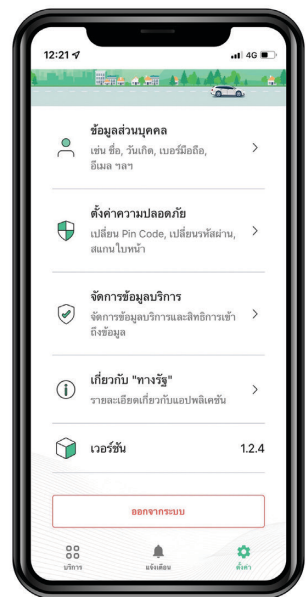 12:21 4G
ข้อมูลส่วนบุคคล
เช่น ชื่อ, วันเกิด, เบอร์มือถือ,
อีเมล ฯลฯ
ตั้งค่าความปลอดภัย
เปลี่ยน Pin Code, เปลี่ยนรหัสผ่าน,
สแกนใบหน้า
จัดการข้อมูลบริการ
จัดการข้อมูลบริการและสิทธิการเข้า
ถึงข้อมูล
เกี่ยวกับ "ทางรัฐ"
รายละเอียดเกี่ยวกับแอปพลิเคชัน
เวอร์ชัน 1.2.4
ออกจากระบบ
บริการ แจ้งเตือน ตั้งค่า